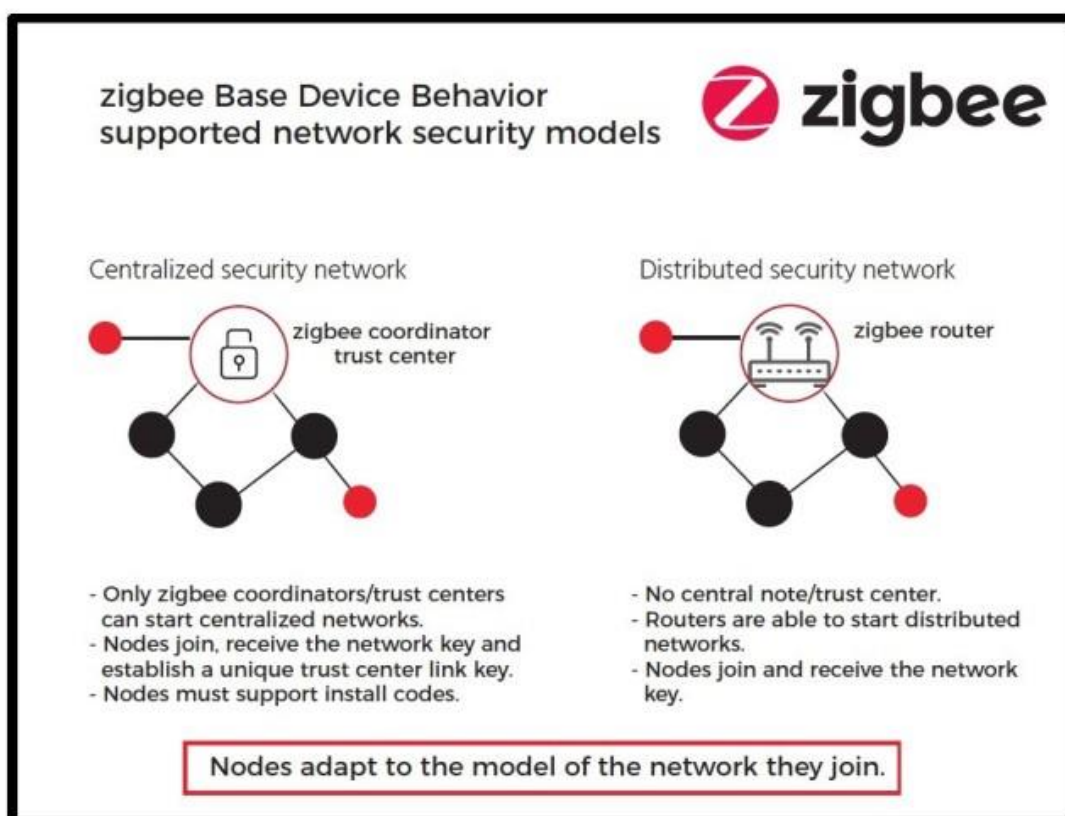 zigbee Base Device Behavior
supported network security models
zigbee
Centralized security network
zigbee coordinator
trust center
- Only zigbee coordinators/trust centers
can start centralized networks.
- Nodes join, receive the network key and
establish a unique trust center link key.
- Nodes must support install codes.
Distributed security network
zigbee router
- No central note/trust center.
- Routers are able to start distributed
networks.
- Nodes join and receive the network
key.
Nodes adapt to the model of the network they join.